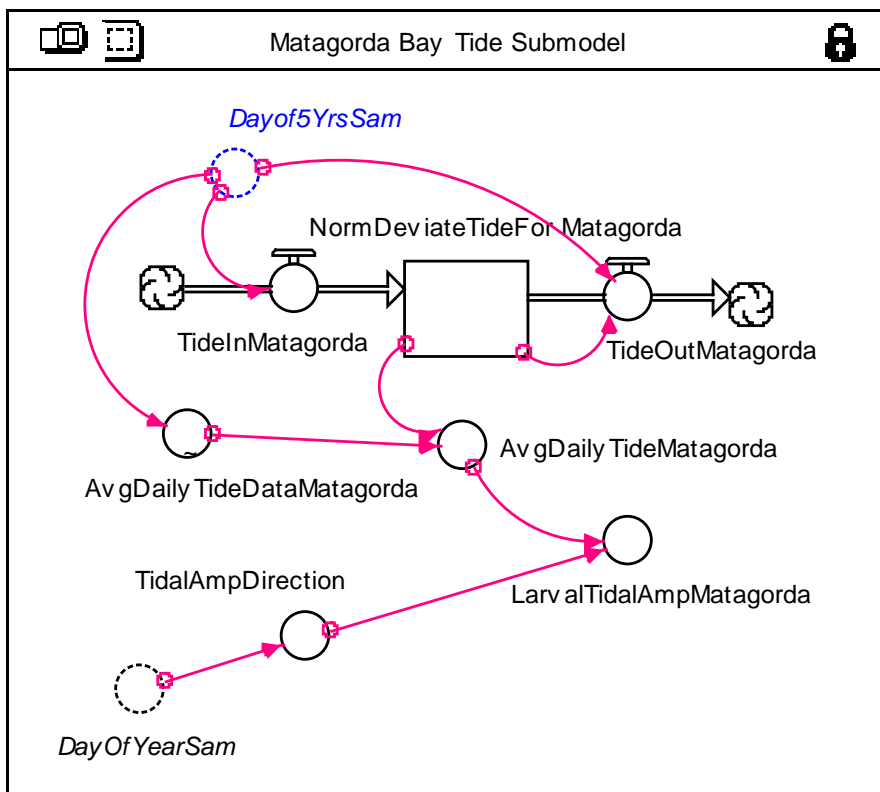 Matagorda Bay Tide Submodel
Dayof5YrsSam
NormDeviateTideFor Matagorda
TideInMatagorda
TideOutMatagorda
AvgDailyTideMatagorda
~
AvgDailyTideDataMatagorda
TidalAmpDirection
LarvalTidalAmpMatagorda
DayOfYearSam